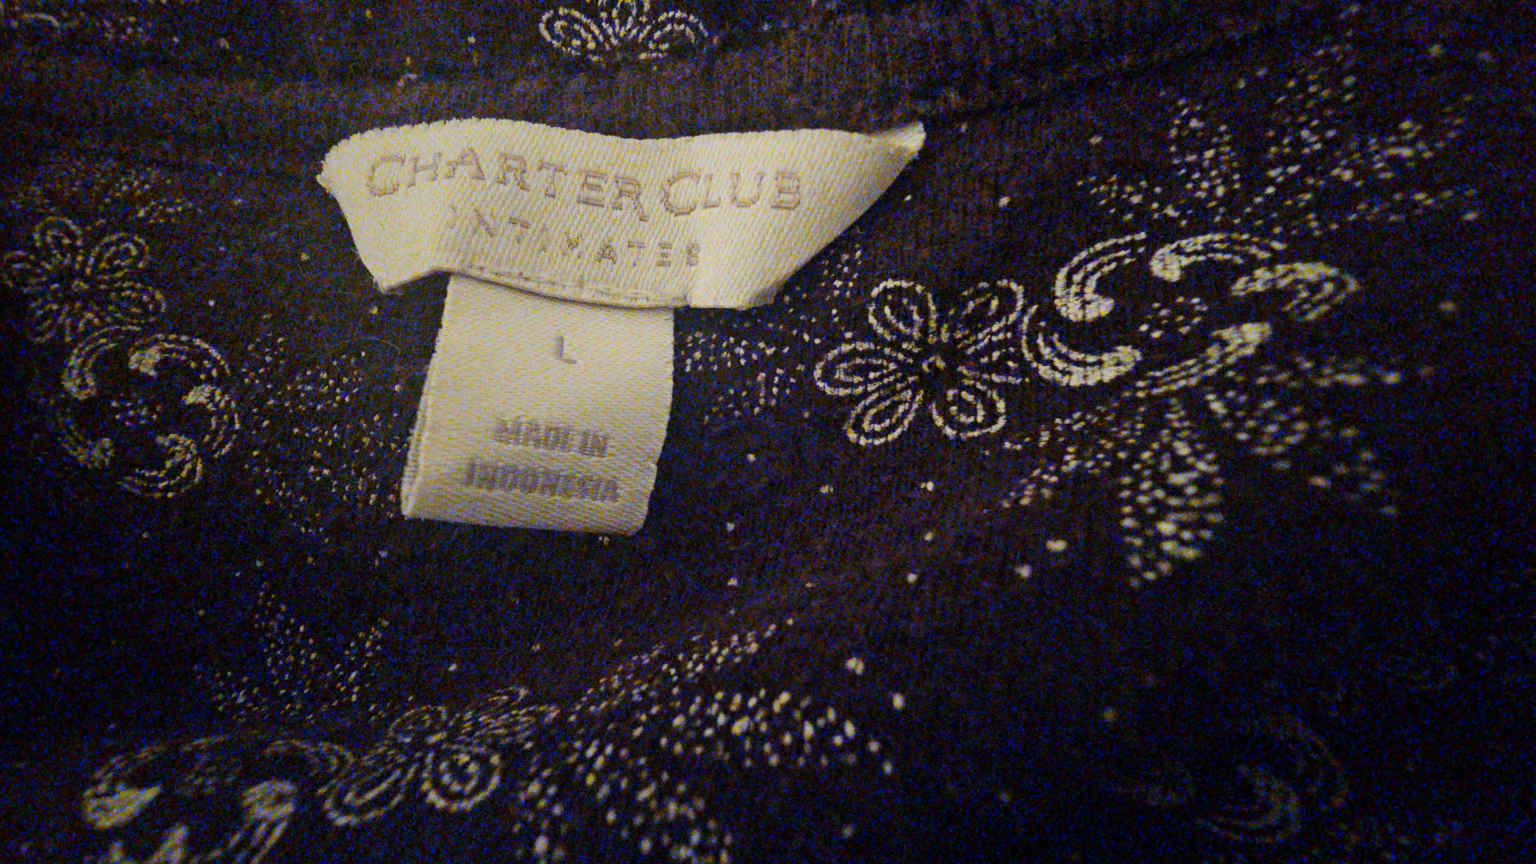 CHARTER CLUB
INTIMATES
L
MADE IN
INDONESIA